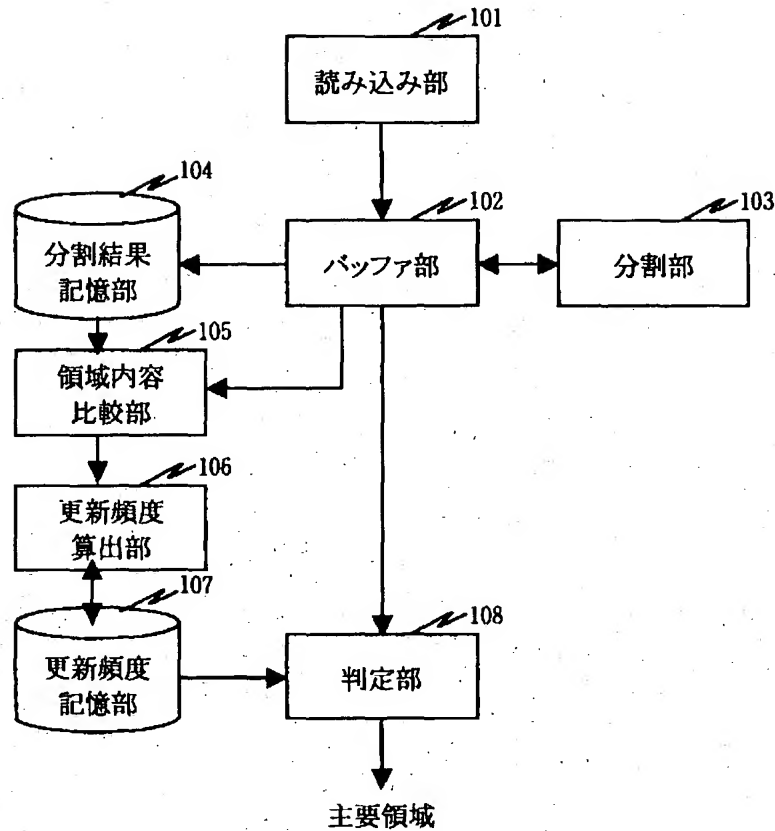 101
読み込み部
104
102
103
分割結果
記憶部
バッファ部
分割部
105
領域内容
比較部
106
更新頻度
算出部
107
108
更新頻度
記憶部
判定部
主要領域